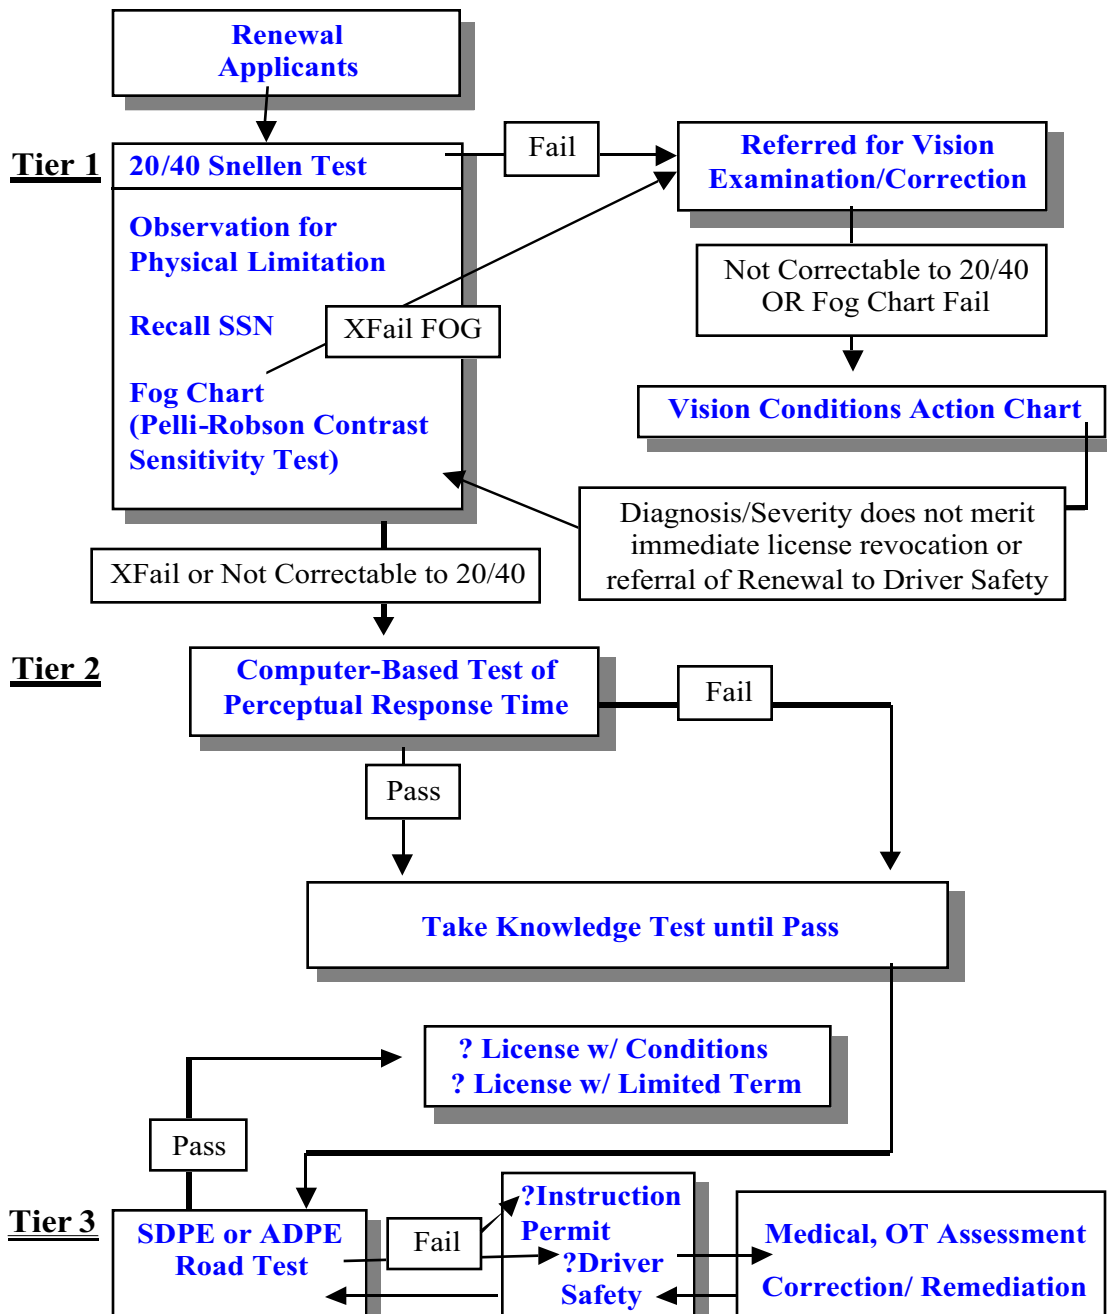 Renewal
Applicants
Tier 1
20/40 Snellen Test
Fail
Referred for Vision
Examination/Correction
Observation for
Physical Limitation
Not Correctable to 20/40
OR Fog Chart Fail
Recall SSN
XFail FOG
Fog Chart
(Pelli-Robson Contrast
Sensitivity Test)
Vision Conditions Action Chart
Diagnosis/Severity does not merit
immediate license revocation or
referral of Renewal to Driver Safety
XFail or Not Correctable to 20/40
Tier 2
Computer-Based Test of
Perceptual Response Time
Fail
Pass
Take Knowledge Test until Pass
? License w/ Conditions
? License w/ Limited Term
Pass
Tier 3
SDPE or ADPE
Road Test
Fail
?Instruction
Permit
?Driver
Safety
Medical, OT Assessment
Correction/ Remediation